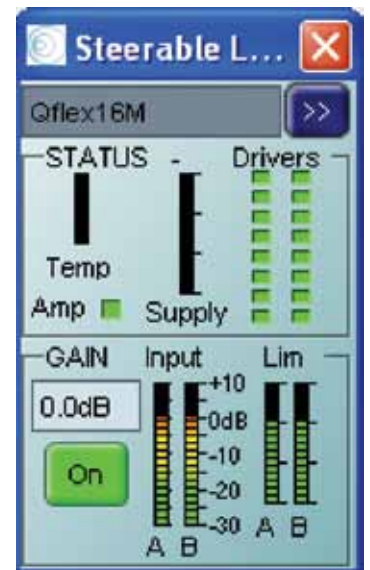 Steerable L...
Qflex16M >>
STATUS - Drivers
Temp
Amp Supply
GAIN Input Lim
+10
0.0dB 0dB
-10
On
-20
-30
A B A B